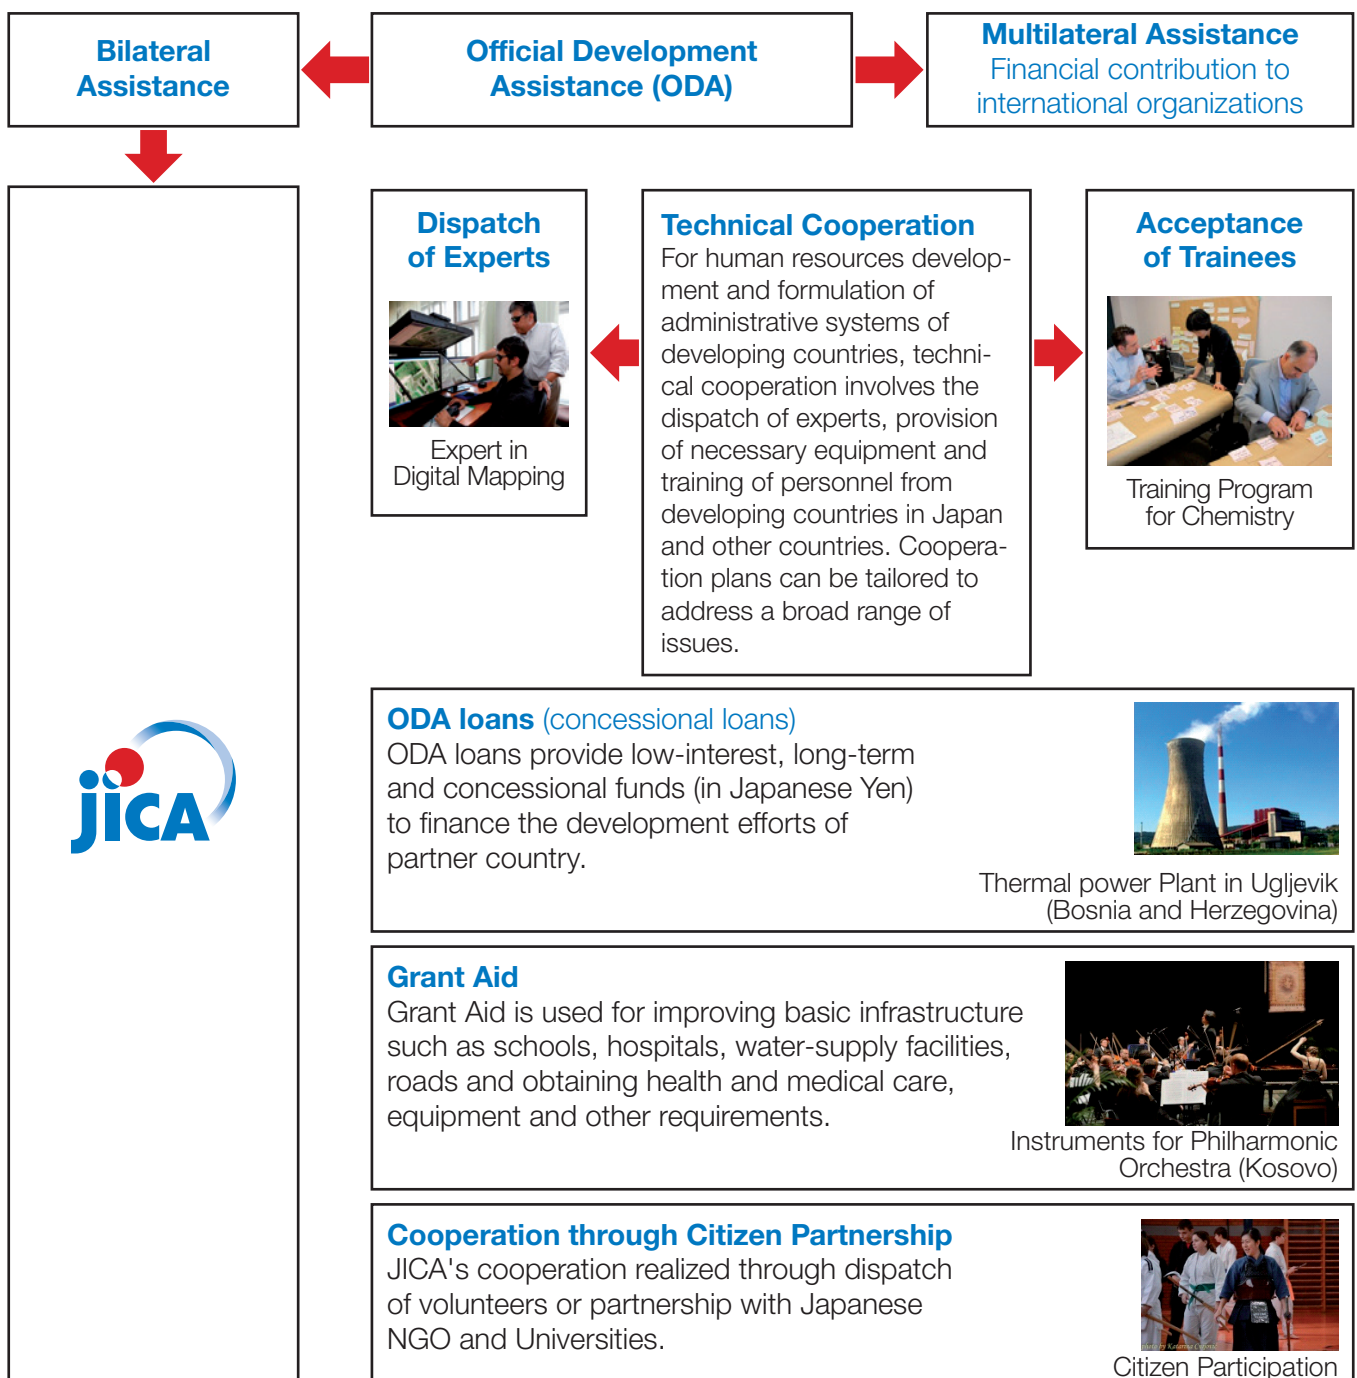 Bilateral
Assistance
Official Development
Assistance (ODA)
Multilateral Assistance
Financial contribution to
international organizations
Dispatch
of Experts
Expert in
Digital Mapping
Technical Cooperation
For human resources develop-
ment and formulation of
administrative systems of
developing countries, techni-
cal cooperation involves the
dispatch of experts, provision
of necessary equipment and
training of personnel from
developing countries in Japan
and other countries. Coopera-
tion plans can be tailored to
address a broad range of
issues.
Acceptance
of Trainees
Training Program
for Chemistry
jICA
ODA loans (concessional loans)
ODA loans provide low-interest, long-term
and concessional funds (in Japanese Yen)
to finance the development efforts of
partner country.
Thermal power Plant in Ugljevik
(Bosnia and Herzegovina)
Grant Aid
Grant Aid is used for improving basic infrastructure
such as schools, hospitals, water-supply facilities,
roads and obtaining health and medical care,
equipment and other requirements.
Instruments for Philharmonic
Orchestra (Kosovo)
Cooperation through Citizen Partnership
JICA's cooperation realized through dispatch
of volunteers or partnership with Japanese
NGO and Universities.
Citizen Participation